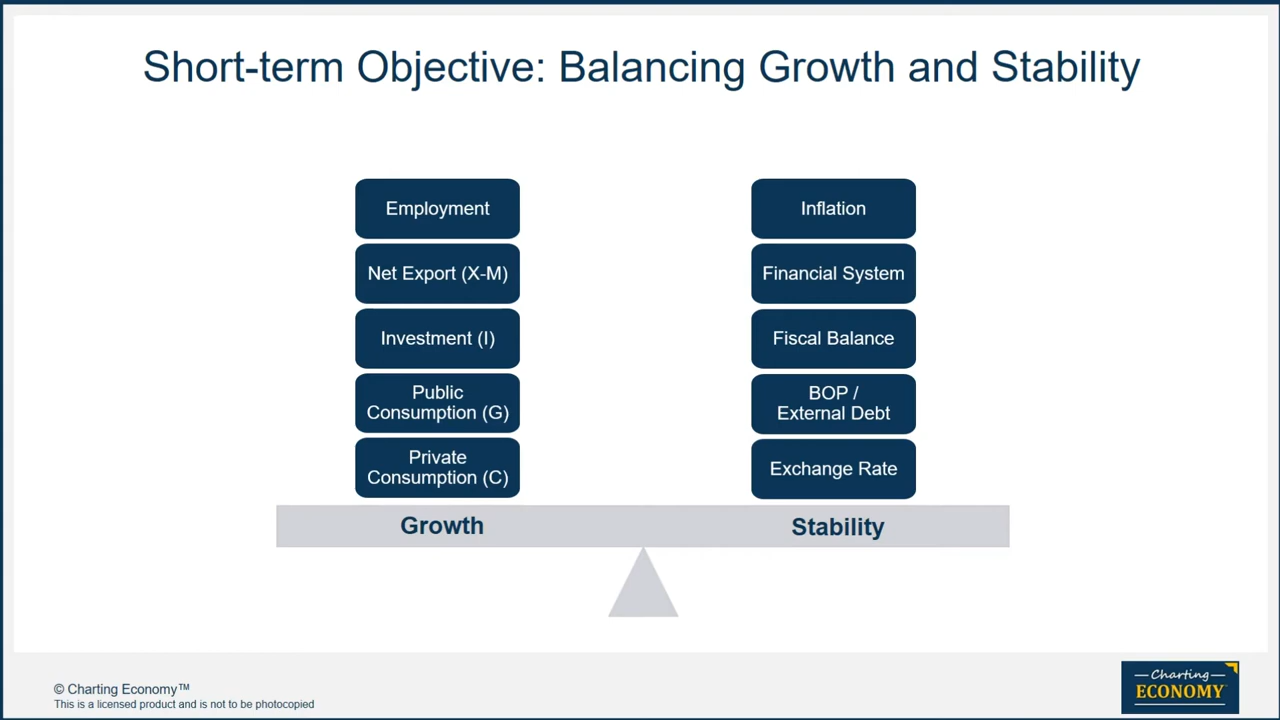 Short-term Objective: Balancing Growth and Stability
Employment
Net Export (X-M)
Investment (I)
Public
Consumption (G)
Private
Consumption (C)
Growth
Inflation
Financial System
Fiscal Balance
BOP /
External Debt
Exchange Rate
Stability
© Charting Economy™
This is a licensed product and is not to be photocopied
Charting
ECONOMY